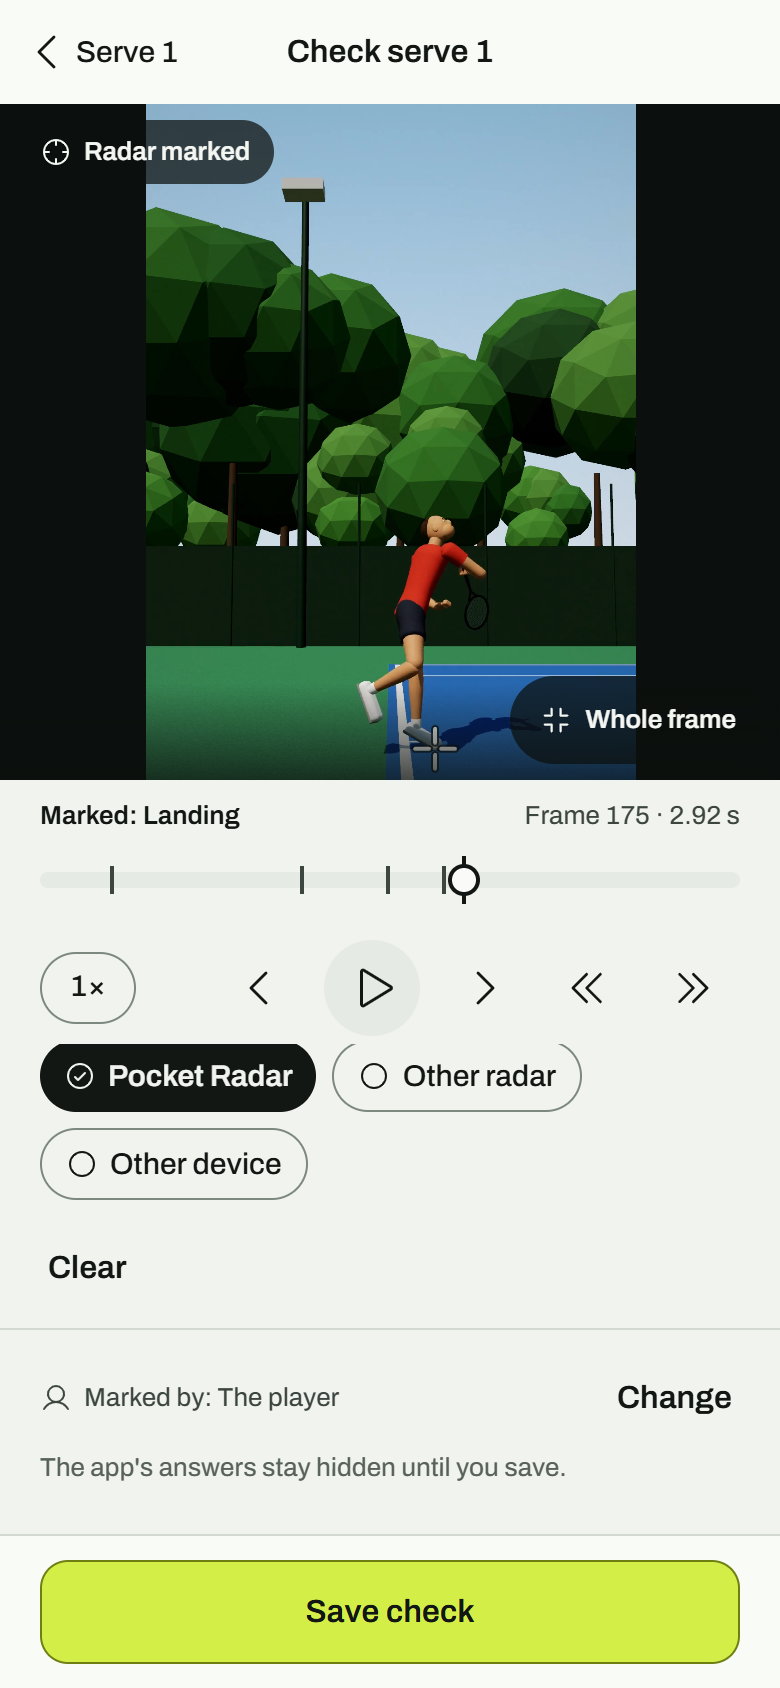 Serve 1
Check serve 1
Radar marked
Whole frame
Marked: Landing
Frame 175 · 2.92 s
1×
Pocket Radar
Other radar
Other device
Clear
Marked by: The player
Change
The app's answers stay hidden until you save.
Save check